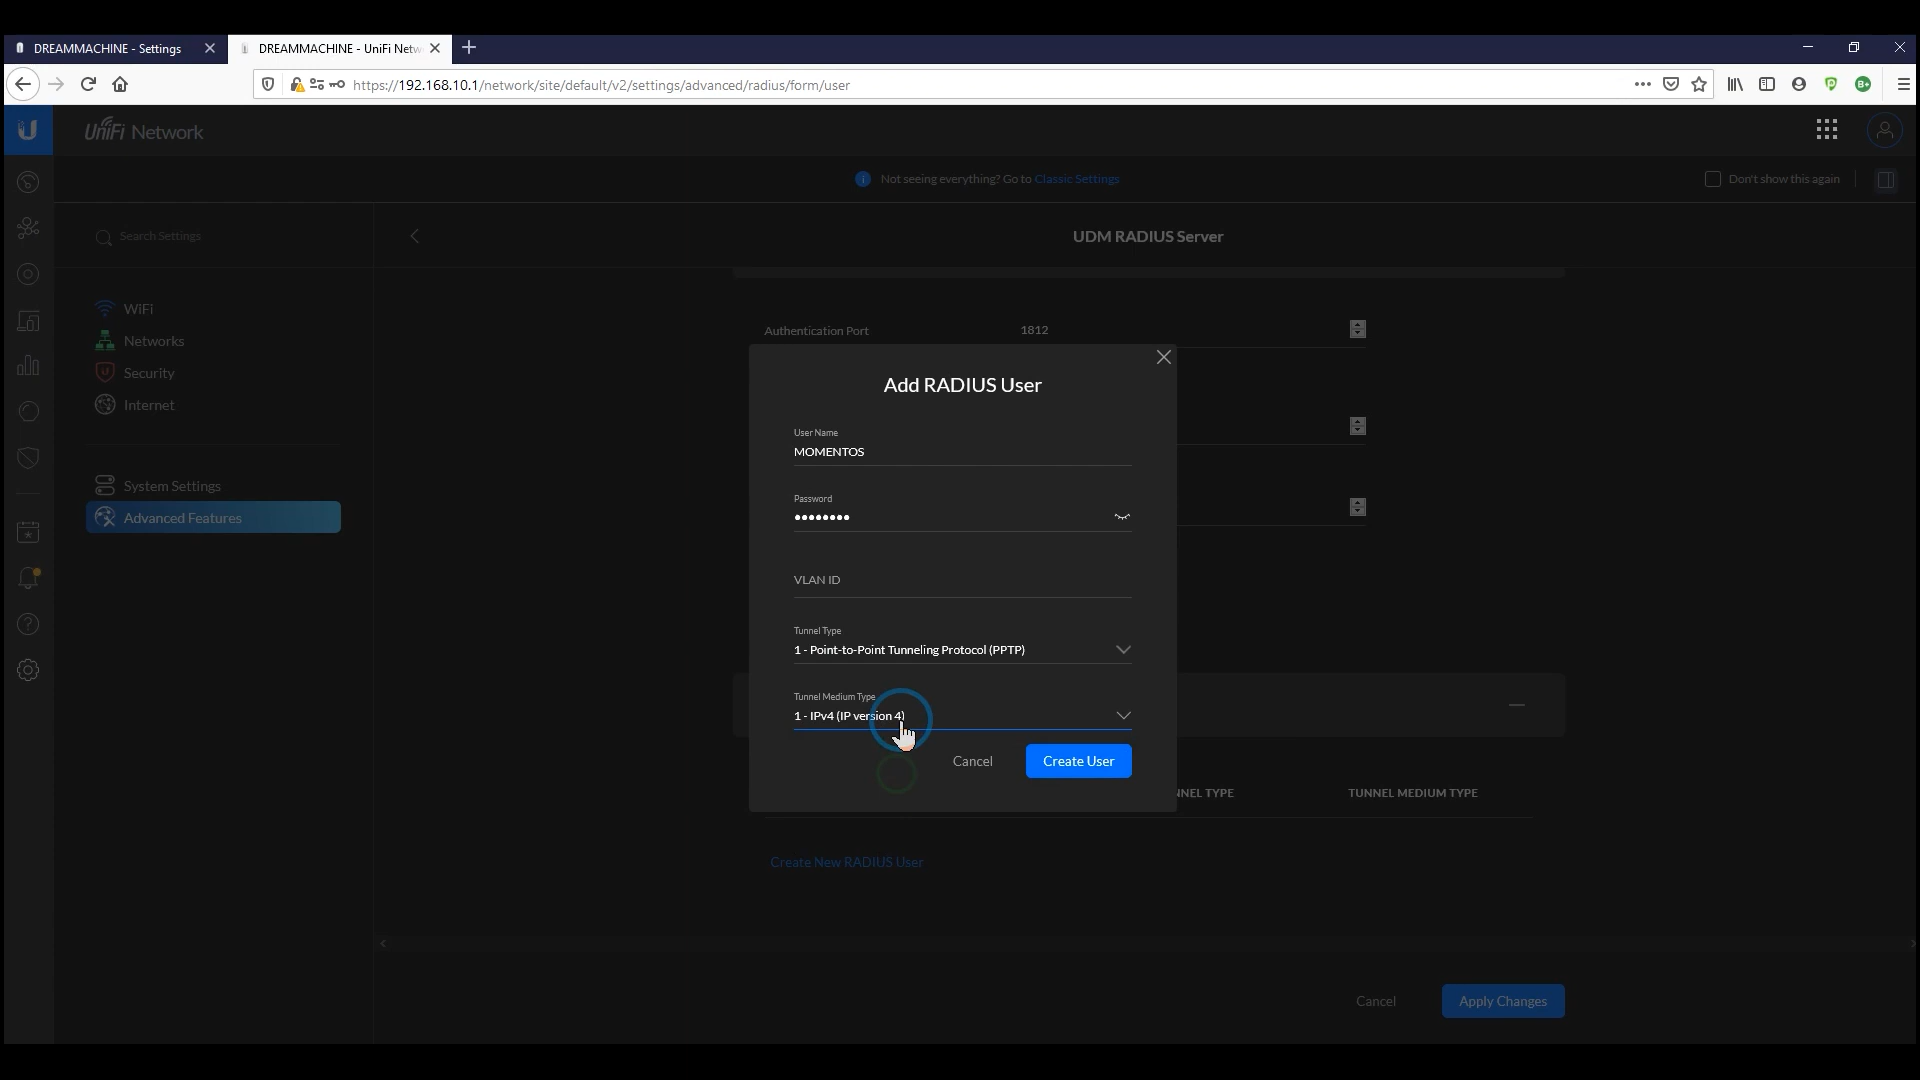 DREAMMACHINE - Settings
DREAMMACHINE - UniFi Netw
https://192.168.10.1/network/site/default/v2/settings/advanced/radius/form/user
B+
UniFi Network
Not seeing everything? Go to Classic Settings
Don't show this again
Search Settings
UDM RADIUS Server
WiFi
Networks
Security
Internet
System Settings
Advanced Features
Authentication Port
1812
Add RADIUS User
User Name
MOMENTOS
Password
VLAN ID
Tunnel Type
1 - Point-to-Point Tunneling Protocol (PPTP)
Tunnel Medium Type
1 - IPv4 (IP version 4)
Cancel
Create User
NNEL TYPE
TUNNEL MEDIUM TYPE
Create New RADIUS User
Cancel
Apply Changes